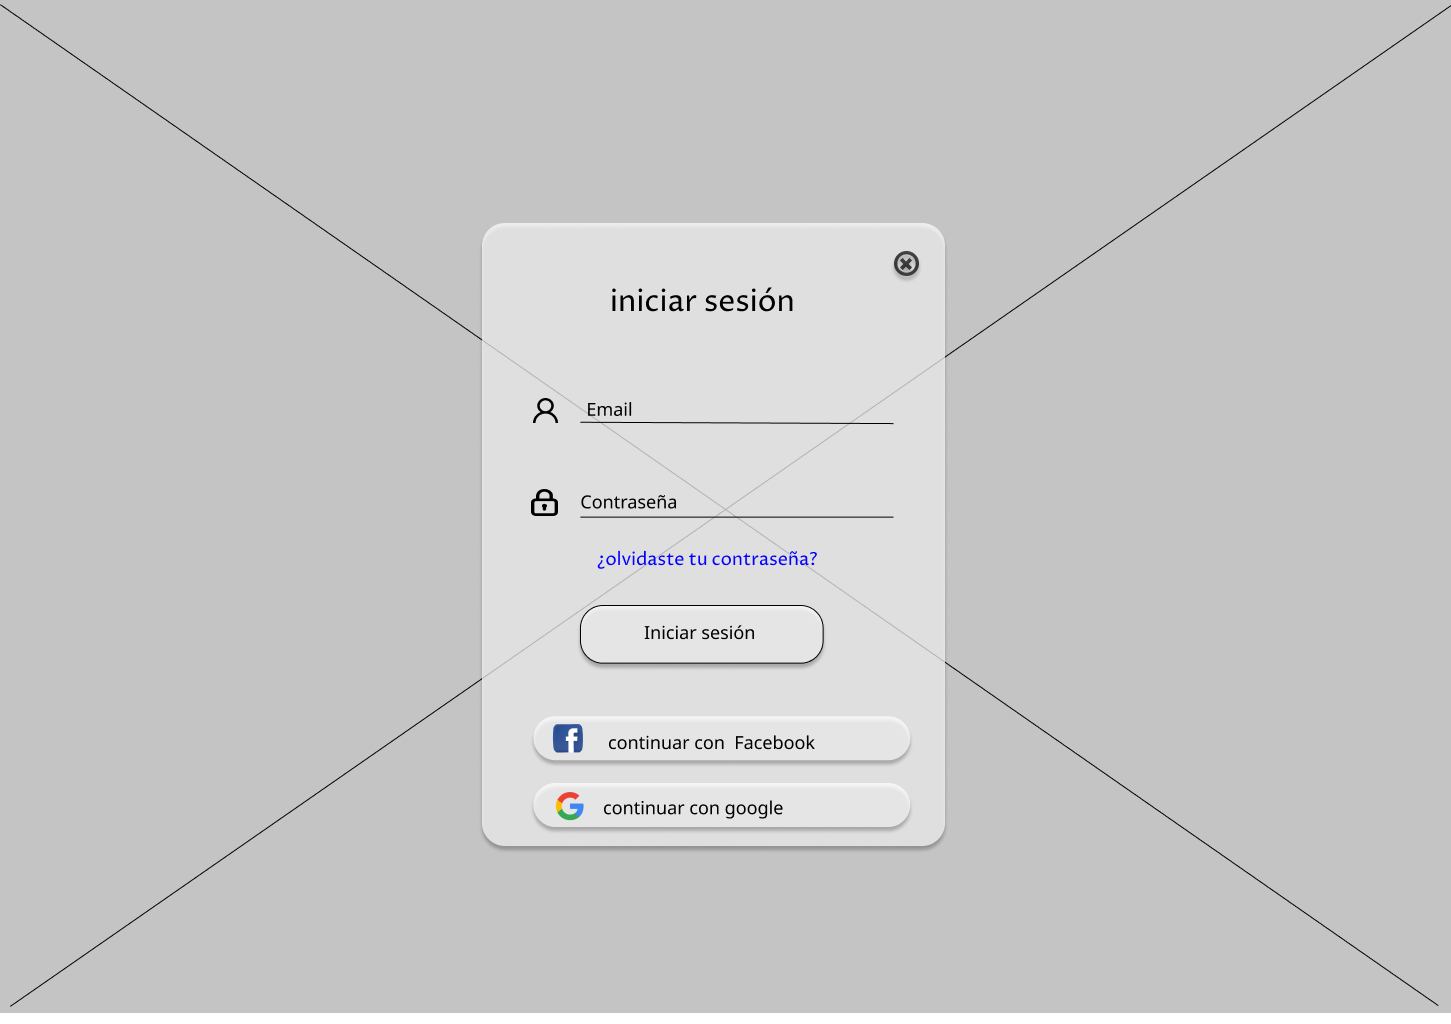 iniciar sesión
Email
Contraseña
¿olvidaste tu contraseña?
Iniciar sesión
continuar con  Facebook
continuar con google